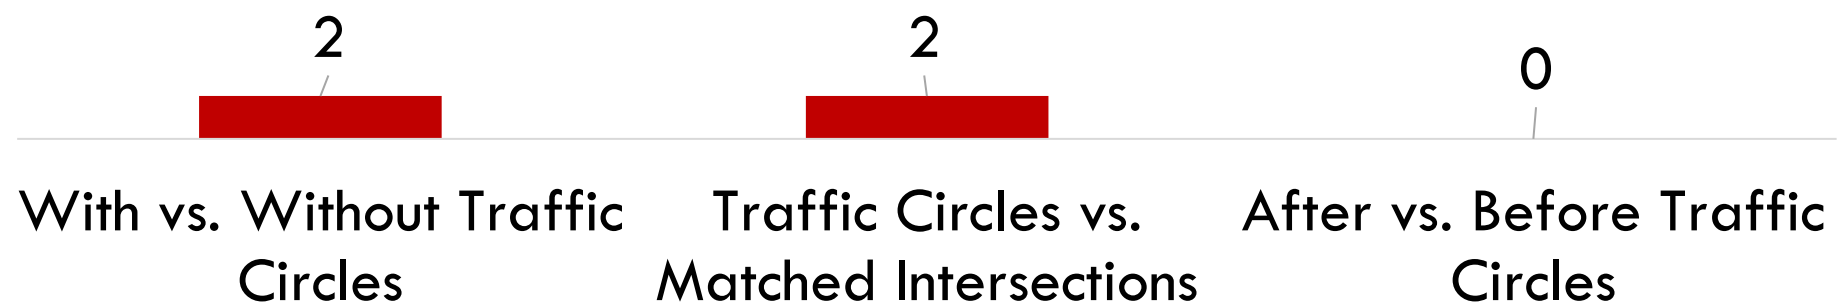 2
2
0
With vs. Without Traffic
Circles
Traffic Circles vs.
Matched Intersections
After vs. Before Traffic
Circles